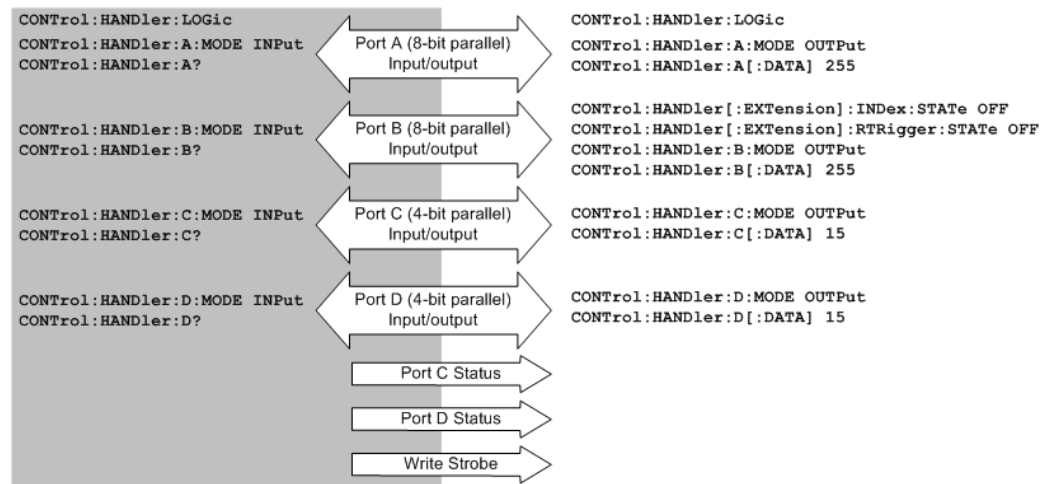 CONTrol:HANDler:LOGic
CONTrol:HANDler:A:MODE INPut
CONTrol:HANDler:A?
Port A (8-bit parallel)
Input/output
CONTrol:HANDler:LOGic
CONTrol:HANDler:A:MODE OUTPut
CONTrol:HANDler:A[:DATA] 255
CONTrol:HANDler:B:MODE INPut
CONTrol:HANDler:B?
Port B (8-bit parallel)
Input/output
CONTrol:HANDler[:EXTension]:INDex:STATe OFF
CONTrol:HANDler[:EXTension]:RTRigger:STATe OFF
CONTrol:HANDler:B:MODE OUTPut
CONTrol:HANDler:B[:DATA] 255
CONTrol:HANDler:C:MODE INPut
CONTrol:HANDler:C?
Port C (4-bit parallel)
Input/output
CONTrol:HANDler:C:MODE OUTPut
CONTrol:HANDler:C[:DATA] 15
CONTrol:HANDler:D:MODE INPut
CONTrol:HANDler:D?
Port D (4-bit parallel)
Input/output
CONTrol:HANDler:D:MODE OUTPut
CONTrol:HANDler:D[:DATA] 15
Port C Status
Port D Status
Write Strobe